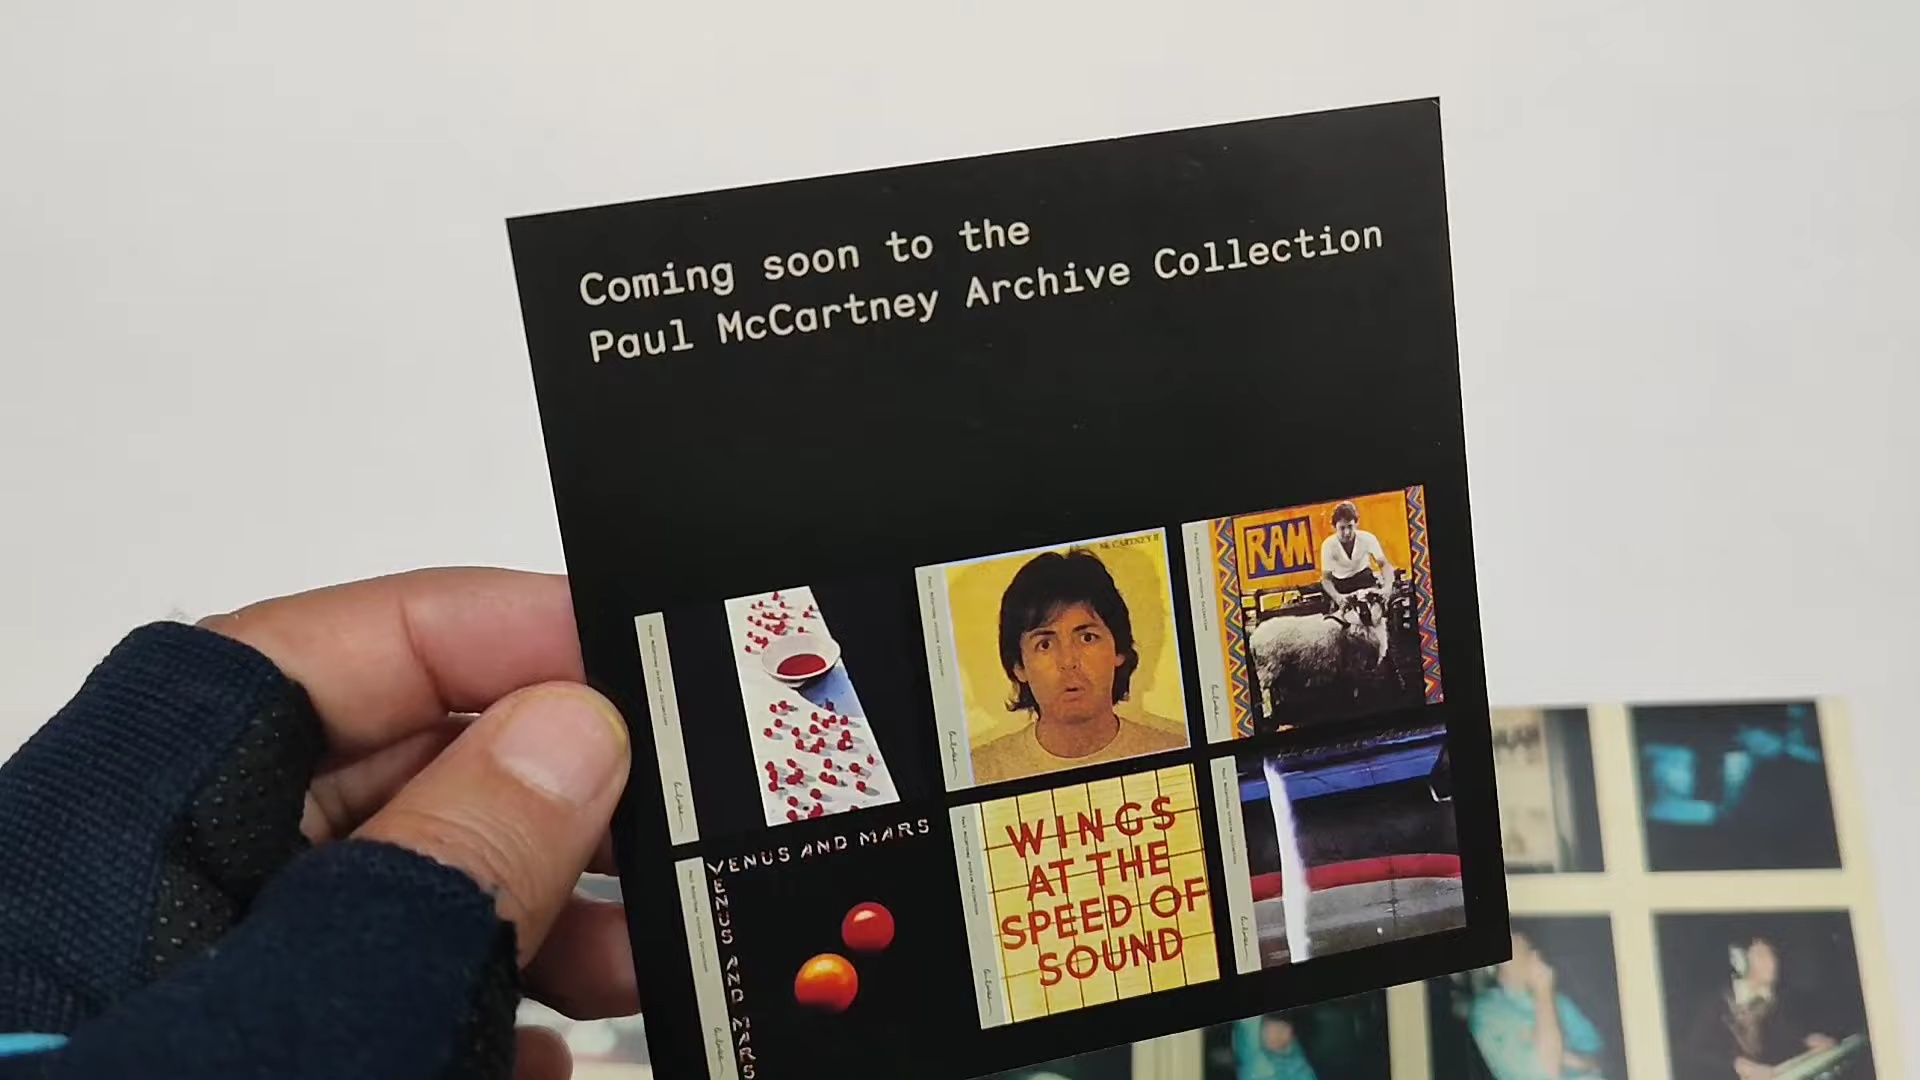 Coming soon to the
Paul McCartney Archive Collection
McCARTNEY II
RAM
VENUS AND MARS
VENUS AND MARS
WINGS
AT THE
SPEED OF
SOUND